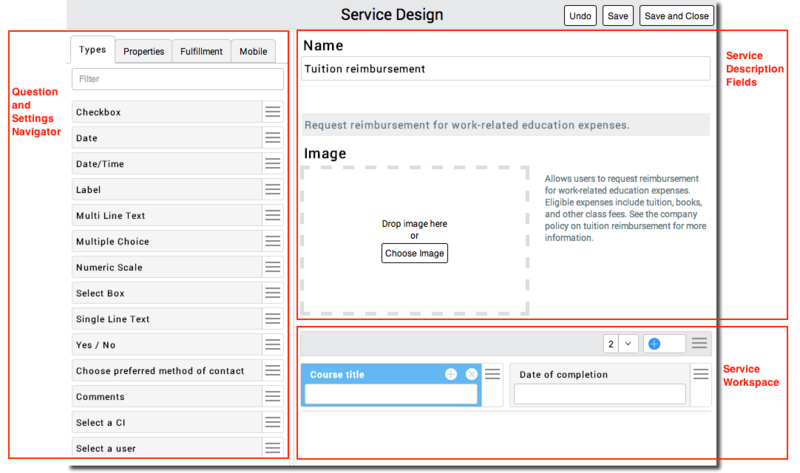 Service Design
Undo
Save
Save and Close
Question
and
Settings
Navigator
Types
Properties
Fulfillment
Mobile
Filter
Checkbox
Date
Date/Time
Label
Multi Line Text
Multiple Choice
Numeric Scale
Select Box
Single Line Text
Yes / No
Choose preferred method of contact
Comments
Select a CI
Select a user
Name
Tuition reimbursement
Request reimbursement for work-related education expenses.
Image
Drop image here
or
Choose Image
Allows users to request reimbursement
for work-related education expenses.
Eligible expenses include tuition, books,
and other class fees. See the company
policy on tuition reimbursement for more
information.
Service
Description
Fields
2
Course title
Date of completion
Service
Workspace